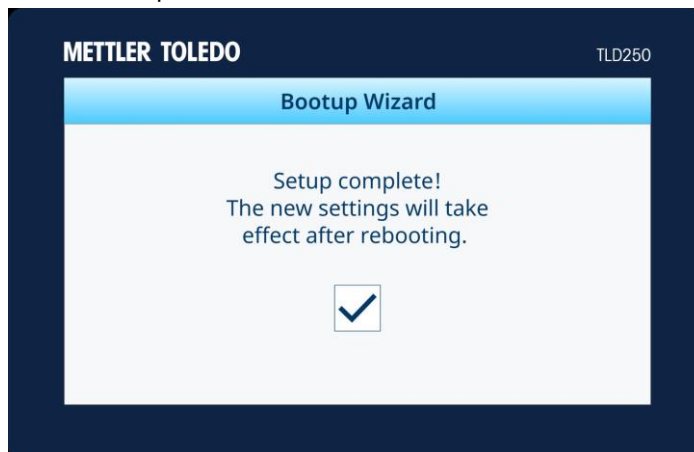 METTLER TOLEDO
TLD250
Bootup Wizard
Setup complete!
The new settings will take
effect after rebooting.